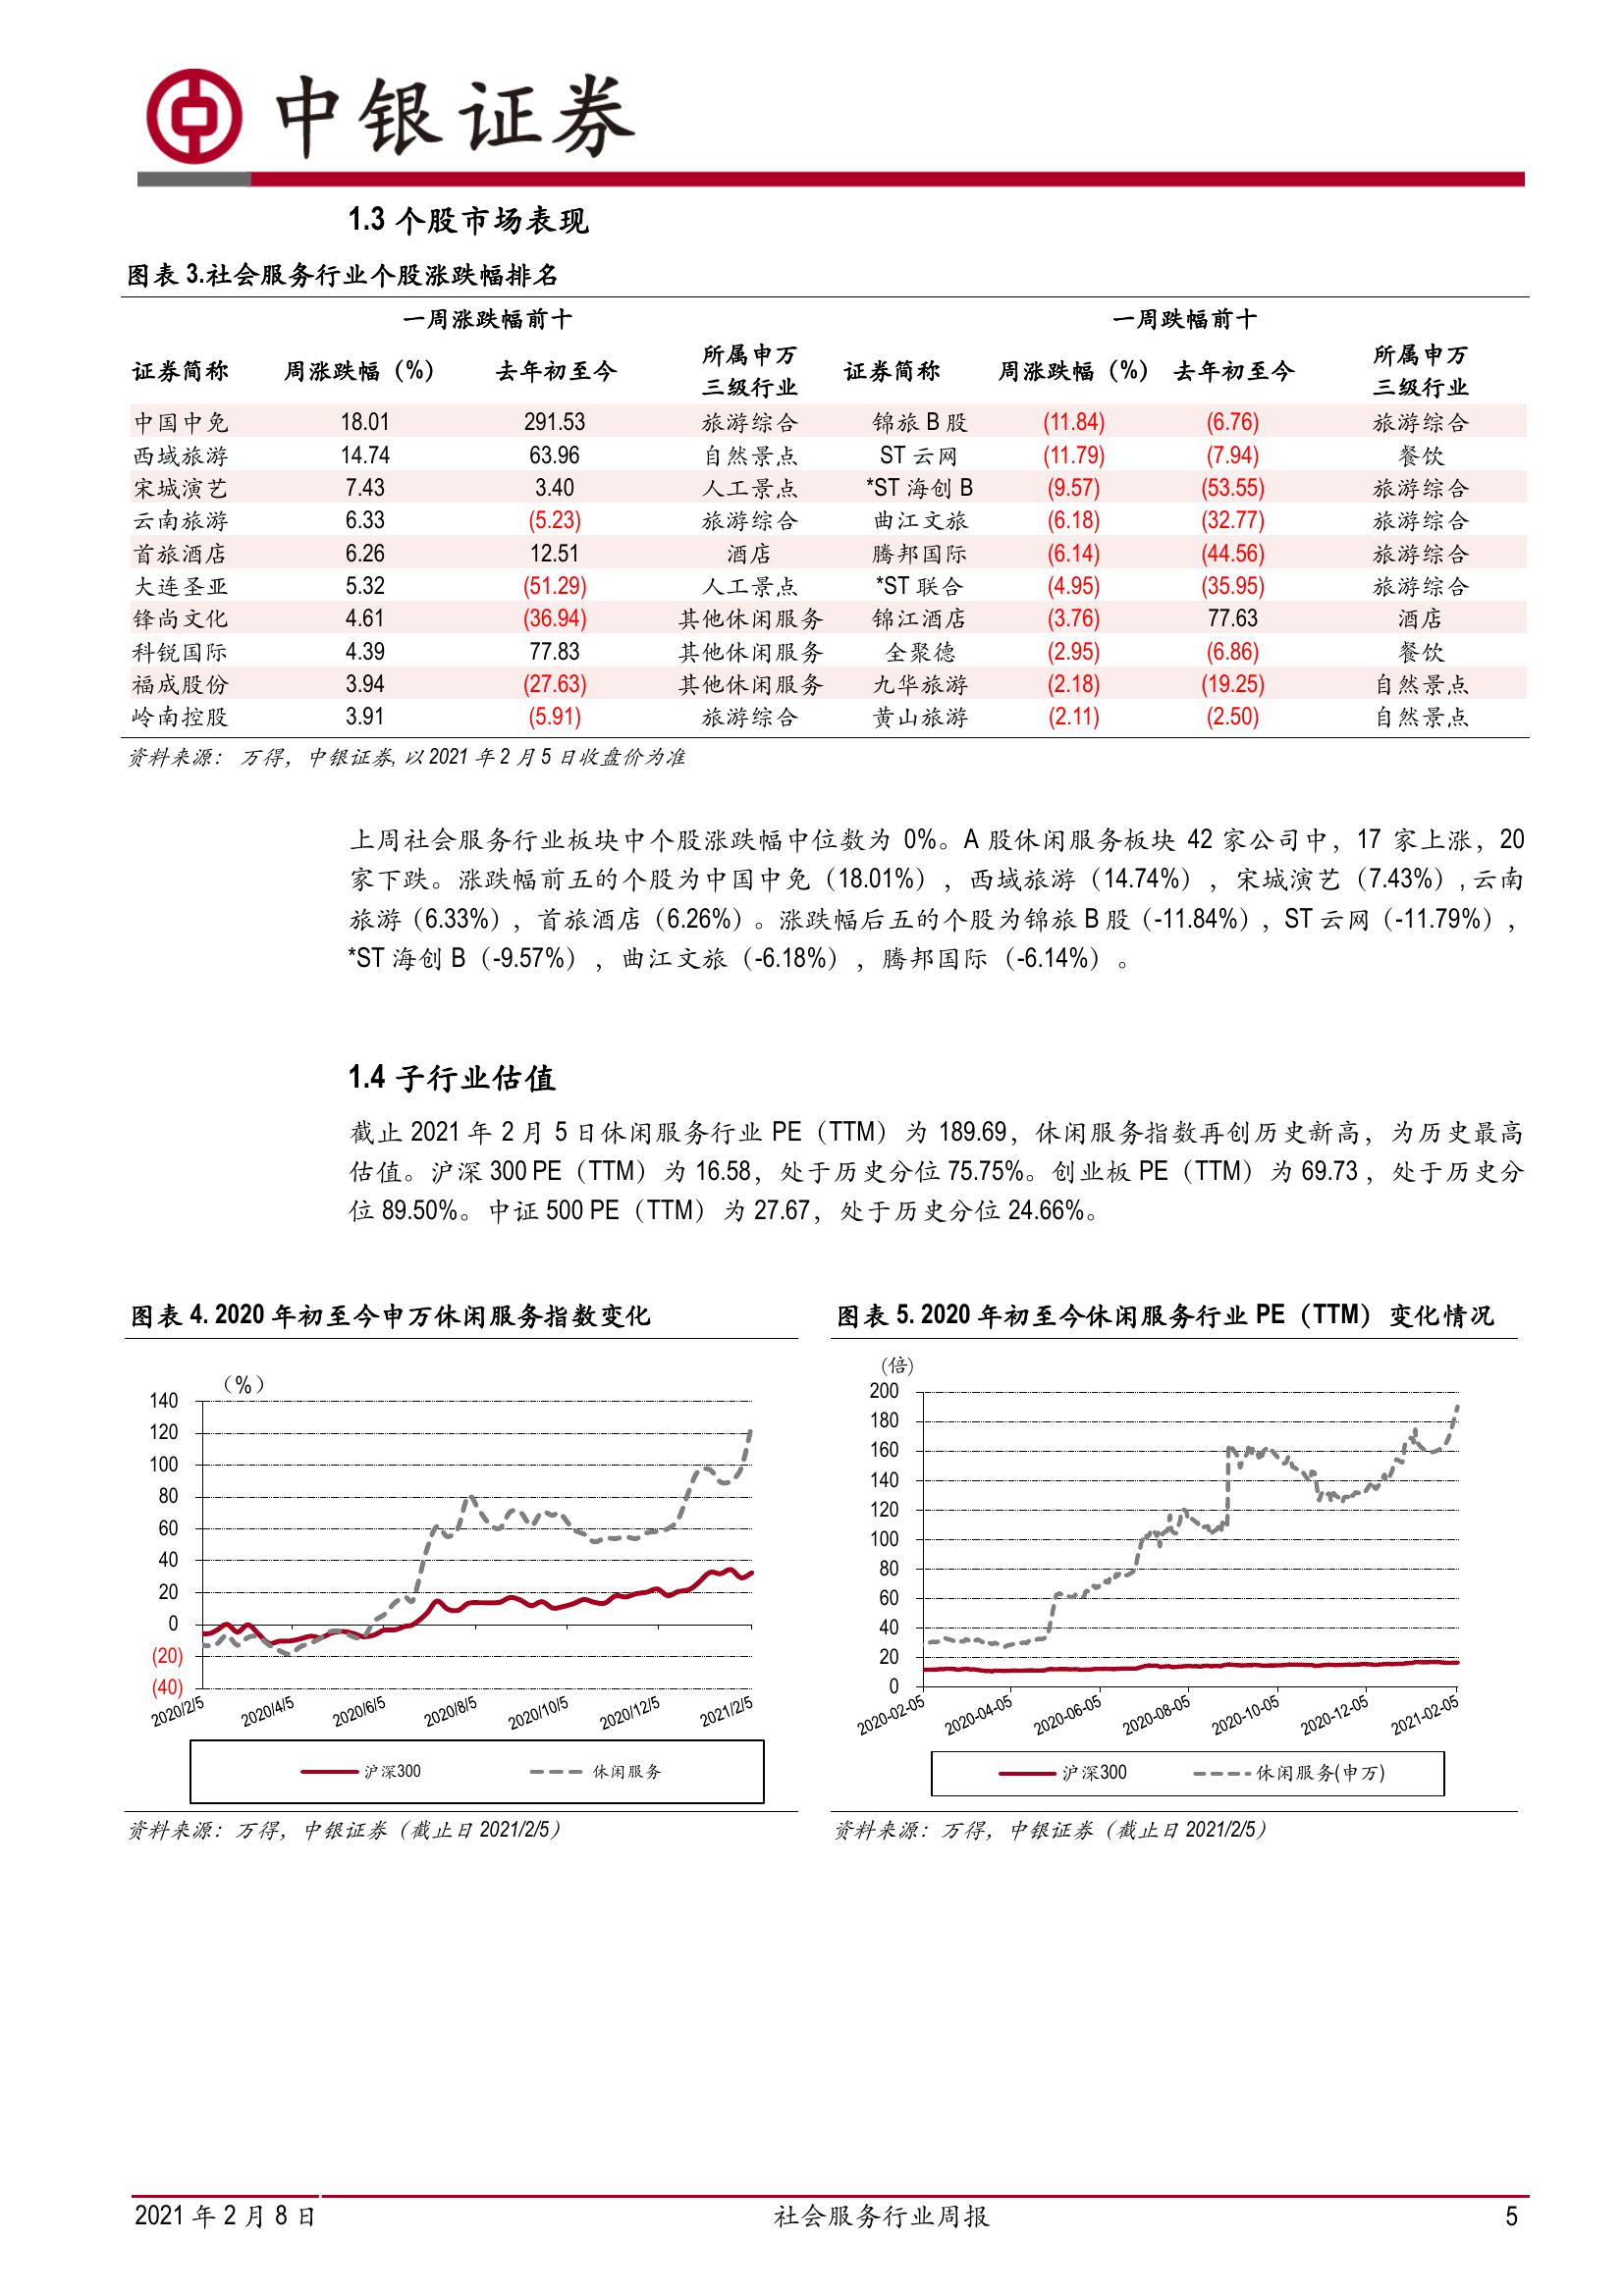 中银证券
1.3 个股市场表现
图表 3.社会服务行业个股涨跌幅排名
一周涨跌幅前十 一周跌幅前十
证券简称 周涨跌幅（%） 去年初至今 所属申万三级行业 证券简称 周涨跌幅（%） 去年初至今 所属申万三级行业
中国中免 18.01 291.53 旅游综合 锦旅 B 股 (11.84) (6.76) 旅游综合
西域旅游 14.74 63.96 自然景点 ST 云网 (11.79) (7.94) 餐饮
宋城演艺 7.43 3.40 人工景点 *ST 海创 B (9.57) (53.55) 旅游综合
云南旅游 6.33 (5.23) 旅游综合 曲江文旅 (6.18) (32.77) 旅游综合
首旅酒店 6.26 12.51 酒店 腾邦国际 (6.14) (44.56) 旅游综合
大连圣亚 5.32 (51.29) 人工景点 *ST 联合 (4.95) (35.95) 旅游综合
锋尚文化 4.61 (36.94) 其他休闲服务 锦江酒店 (3.76) 77.63 酒店
科锐国际 4.39 77.83 其他休闲服务 全聚德 (2.95) (6.86) 餐饮
福成股份 3.94 (27.63) 其他休闲服务 九华旅游 (2.18) (19.25) 自然景点
岭南控股 3.91 (5.91) 旅游综合 黄山旅游 (2.11) (2.50) 自然景点
资料来源： 万得，中银证券, 以 2021 年 2 月 5 日收盘价为准
上周社会服务行业板块中个股涨跌幅中位数为 0%。A 股休闲服务板块 42 家公司中，17 家上涨，20
家下跌。涨跌幅前五的个股为中国中免（18.01%），西域旅游（14.74%），宋城演艺（7.43%）,云南
旅游（6.33%），首旅酒店（6.26%）。涨跌幅后五的个股为锦旅 B 股（-11.84%），ST 云网（-11.79%），
*ST 海创 B（-9.57%），曲江文旅（-6.18%），腾邦国际（-6.14%）。
1.4 子行业估值
截止 2021 年 2 月 5 日休闲服务行业 PE（TTM）为 189.69，休闲服务指数再创历史新高，为历史最高
估值。沪深 300 PE（TTM）为 16.58，处于历史分位 75.75%。创业板 PE（TTM）为 69.73，处于历史分
位 89.50%。中证 500 PE（TTM）为 27.67，处于历史分位 24.66%。
图表 4. 2020 年初至今申万休闲服务指数变化
（%）
140
120
100
80
60
40
20
0
(20)
(40)
2020/2/5 2020/4/5 2020/6/5 2020/8/5 2020/10/5 2020/12/5 2021/2/5
沪深300 休闲服务
资料来源：万得，中银证券（截止日 2021/2/5）
图表 5. 2020 年初至今休闲服务行业 PE（TTM）变化情况
(倍)
200
180
160
140
120
100
80
60
40
20
0
2020-02-05 2020-04-05 2020-06-05 2020-08-05 2020-10-05 2020-12-05 2021-02-05
沪深300 休闲服务(申万)
资料来源：万得，中银证券（截止日 2021/2/5）
2021 年 2 月 8 日 社会服务行业周报 5